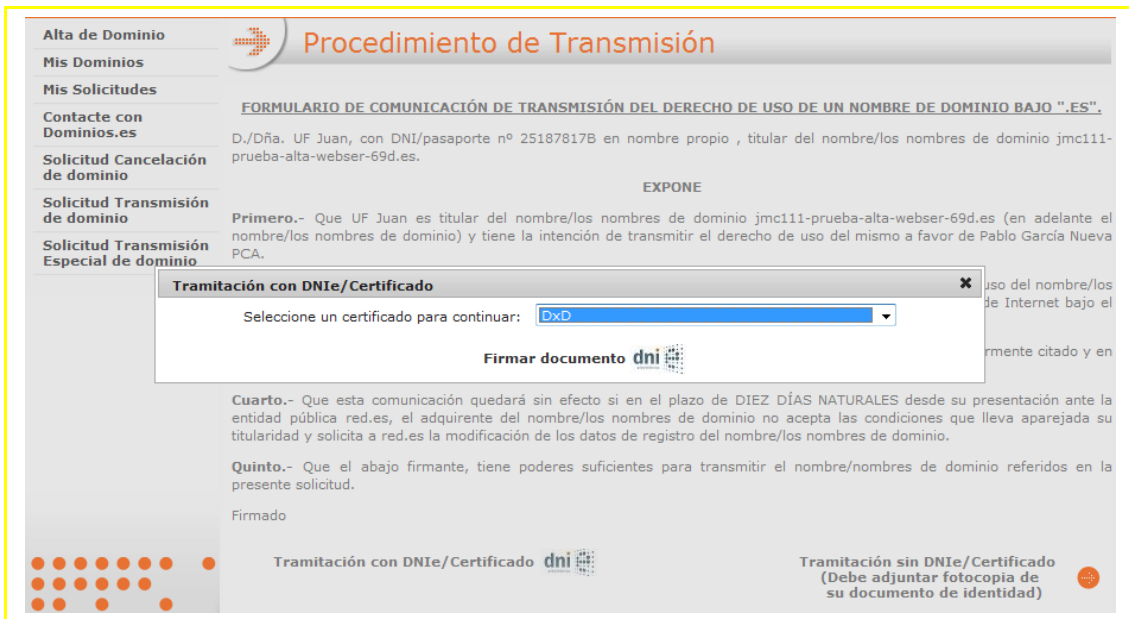 Alta de Dominio
Mis Dominios
Mis Solicitudes
Contacte con
Dominios.es
Solicitud Cancelación
de dominio
Solicitud Transmisión
de dominio
Solicitud Transmisión
Especial de dominio
Procedimiento de Transmisión
FORMULARIO DE COMUNICACIÓN DE TRANSMISIÓN DEL DERECHO DE USO DE UN NOMBRE DE DOMINIO BAJO ".ES".
D./Dña. UF Juan, con DNI/pasaporte nº 25187817B en nombre propio , titular del nombre/los nombres de dominio jmc111-
prueba-alta-webser-69d.es.
EXPONE
Primero.- Que UF Juan es titular del nombre/los nombres de dominio jmc111-prueba-alta-webser-69d.es (en adelante el
nombre/los nombres de dominio) y tiene la intención de transmitir el derecho de uso del mismo a favor de Pablo García Nueva
PCA.
uso del nombre/los
de Internet bajo el
rmente citado y en
Tramitación con DNIe/Certificado
Seleccione un certificado para continuar: DxD
Firmar documento dni
Cuarto.- Que esta comunicación quedará sin efecto si en el plazo de DIEZ DÍAS NATURALES desde su presentación ante la
entidad pública red.es, el adquirente del nombre/los nombres de dominio no acepta las condiciones que lleva aparejada su
titularidad y solicita a red.es la modificación de los datos de registro del nombre/los nombres de dominio.
Quinto.- Que el abajo firmante, tiene poderes suficientes para transmitir el nombre/nombres de dominio referidos en la
presente solicitud.
Firmado
Tramitación con DNIe/Certificado dni
Tramitación sin DNIe/Certificado
(Debe adjuntar fotocopia de
su documento de identidad)